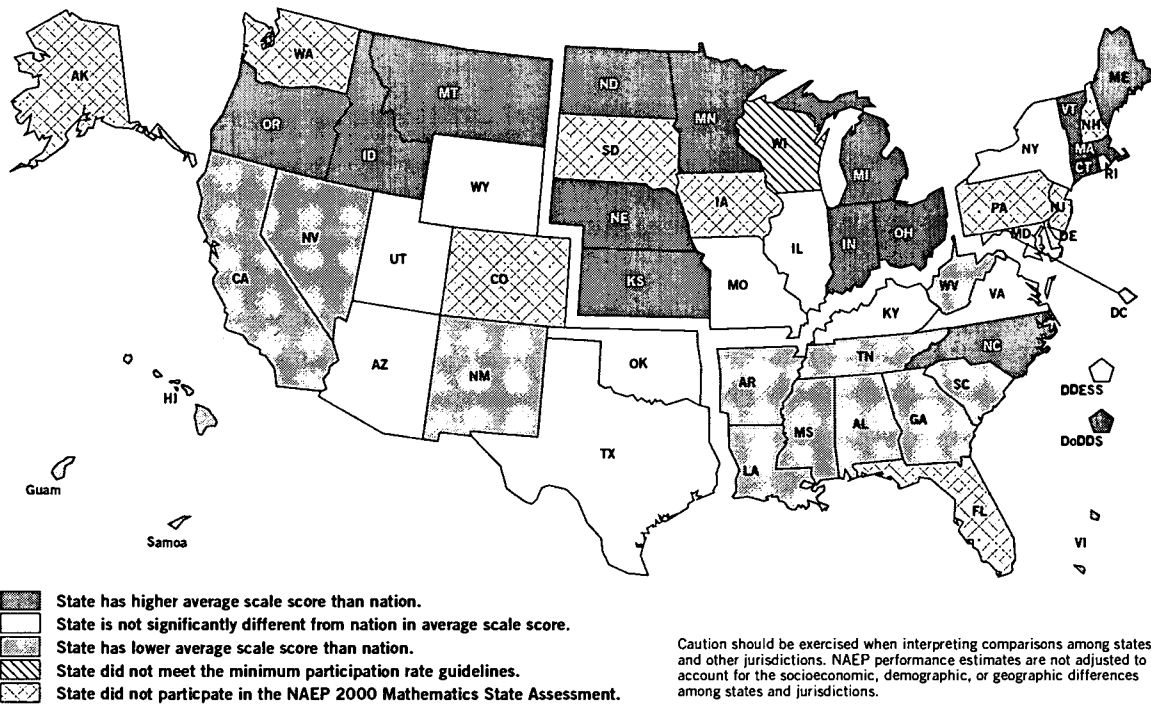 AK
WA
MT
ND
MN
ME
VT
NH
OR
ID
SD
WI
NY
MA
CT
RI
MI
WY
NE
IA
PA
NJ
NV
UT
CO
IL
IN
OH
MD
DE
CA
KS
MO
WV
VA
KY
DC
AZ
NM
OK
AR
TN
NC
SC
DDESS
HI
MS
AL
GA
DoDDS
TX
LA
Guam
FL
Samoa
VI
State has higher average scale score than nation.
State is not significantly different from nation in average scale score.
State has lower average scale score than nation.
State did not meet the minimum participation rate guidelines.
State did not particpate in the NAEP 2000 Mathematics State Assessment.
Caution should be exercised when interpreting comparisons among states
and other jurisdictions. NAEP performance estimates are not adjusted to
account for the socioeconomic, demographic, or geographic differences
among states and jurisdictions.